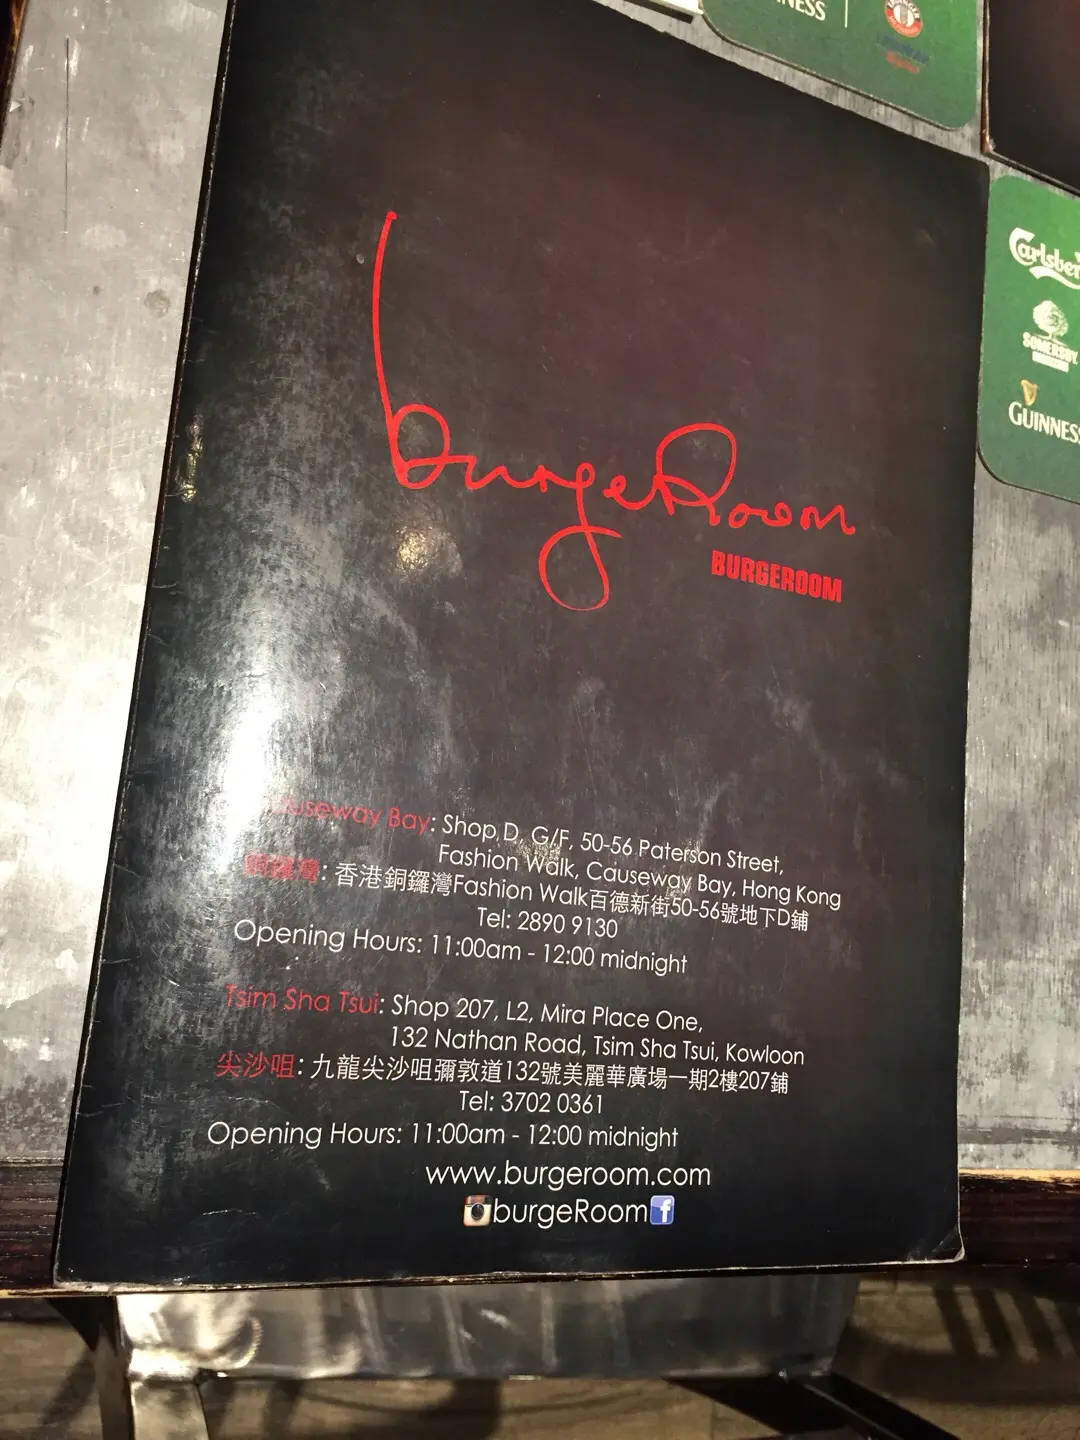 burgeRoom
BURGEROOM
Causeway Bay: Shop D, G/F, 50-56 Paterson Street,
Fashion Walk, Causeway Bay, Hong Kong
銅鑼灣: 香港銅鑼灣Fashion Walk百德新街50-56號地下D鋪
Tel: 2890 9130
Opening Hours: 11:00am - 12:00 midnight
Tsim Sha Tsui: Shop 207, L2, Mira Place One,
132 Nathan Road, Tsim Sha Tsui, Kowloon
尖沙咀: 九龍尖沙咀彌敦道132號美麗華廣場一期2樓207鋪
Tel: 3702 0361
Opening Hours: 11:00am - 12:00 midnight
www.burgeroom.com
burgeRoom
Carlsberg
SOMERSBY
GUINNESS